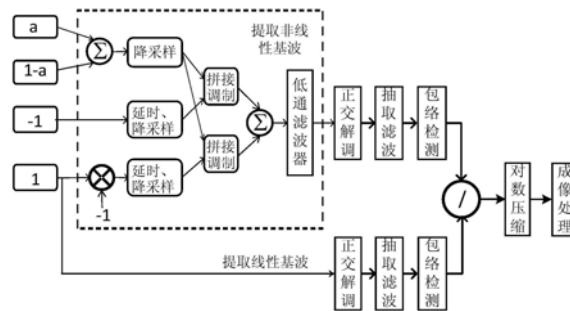 提取非线
性基波
a
1-a
-1
1
Σ
降采样
延时、
降采样
延时、
降采样
-1
拼接
调制
拼接
调制
Σ
低通滤波器
正交解调
抽取滤波
包络检测
提取线性基波
正交解调
抽取滤波
包络检测
/
对数压缩
成像处理